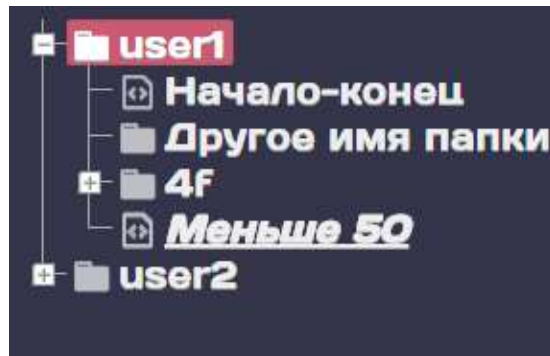 user1
Начало-конец
Другое имя папки
4f
Меньше 50
user2